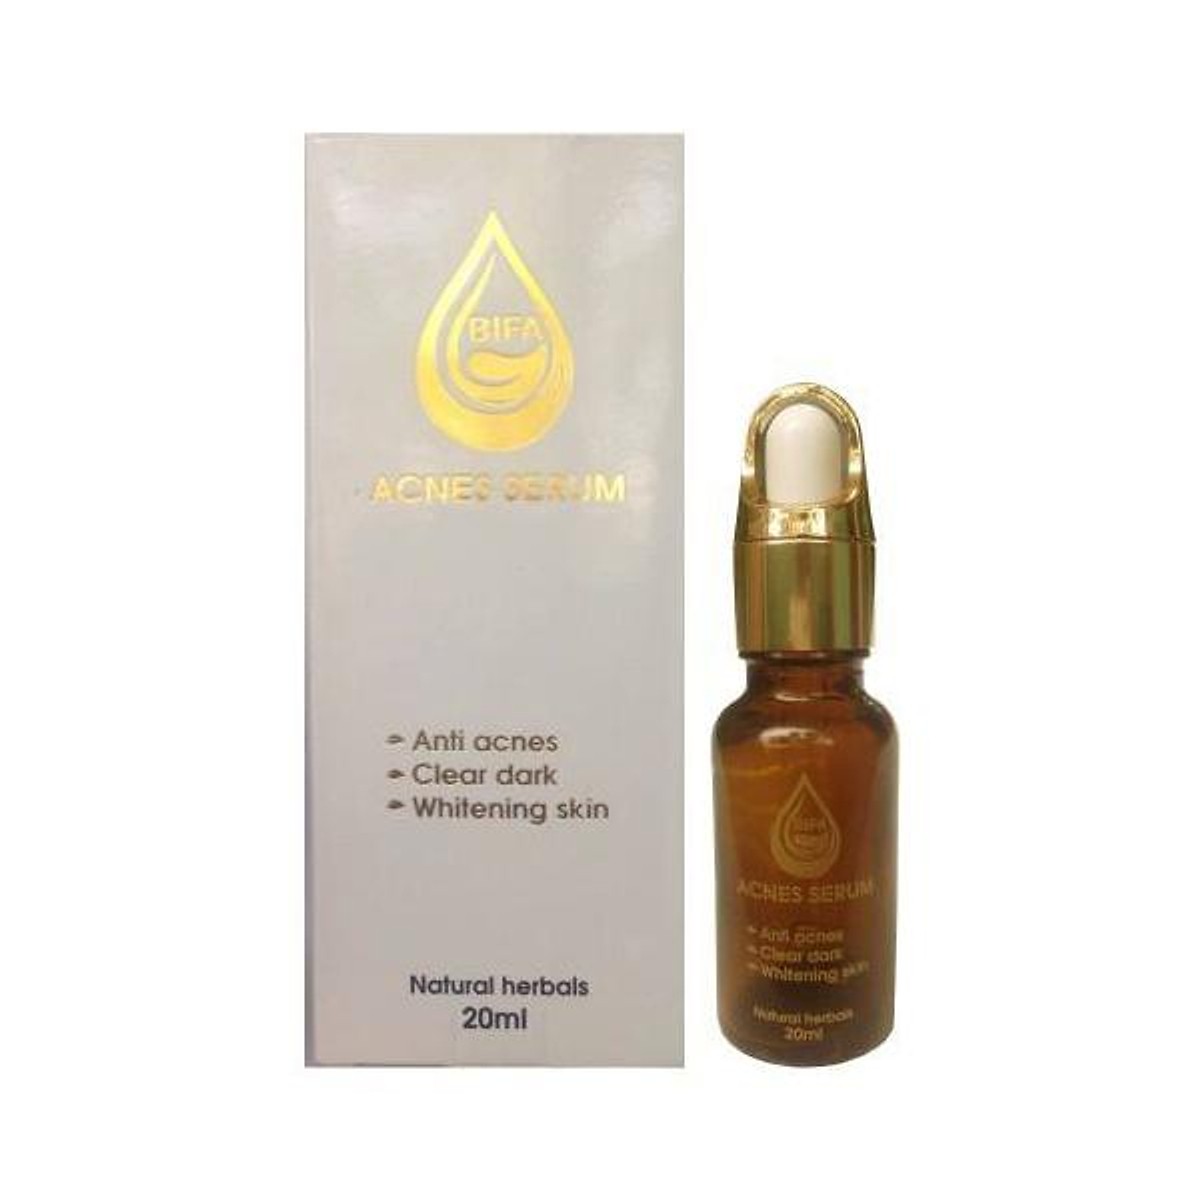 BIFA
ACNES SERUM
Anti acnes
Clear dark
Whitening skin
Natural herbals
20ml
BIFA
ACNES SERUM
Anti acnes
Clear dark
Whitening skin
Natural herbals
20ml